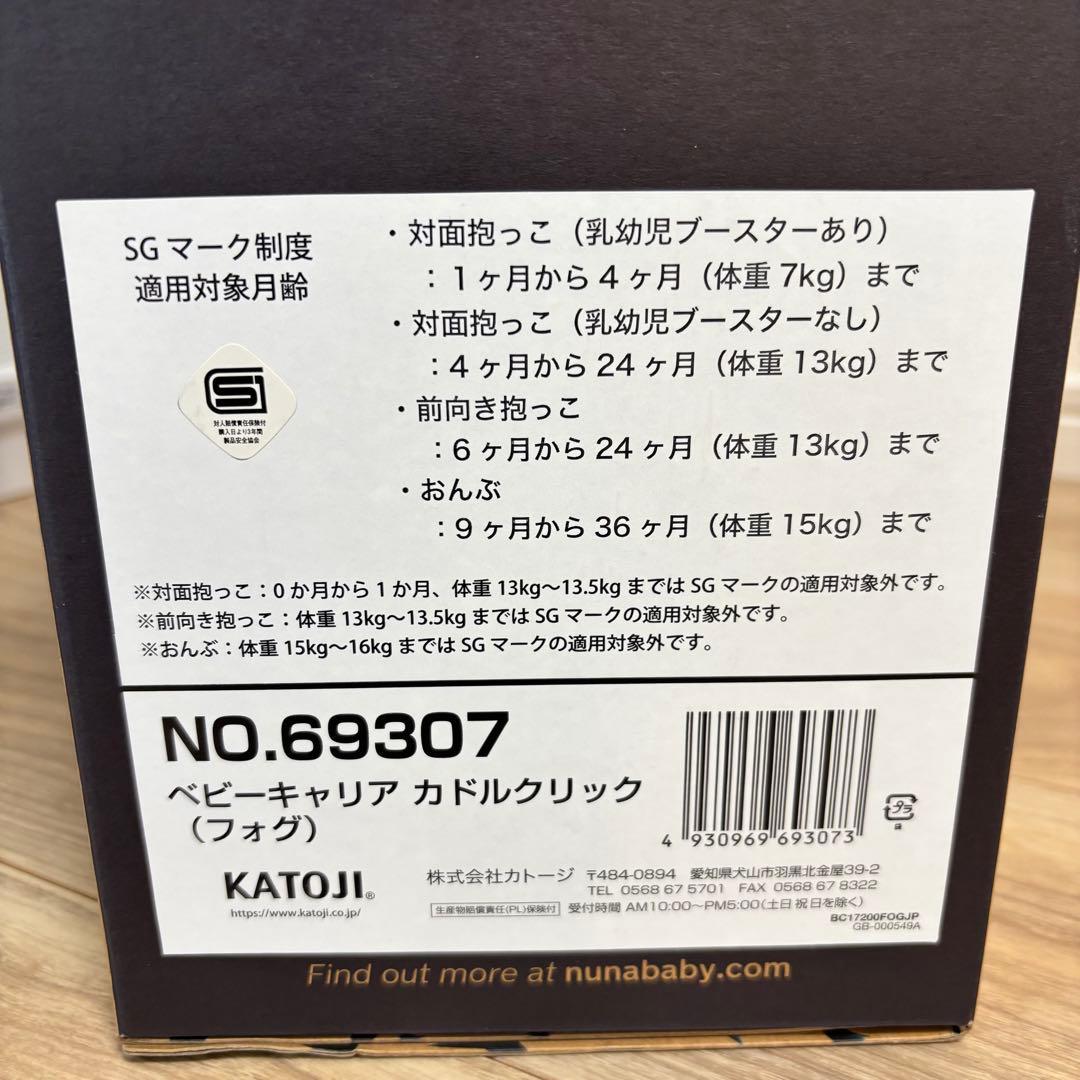 SGマーク制度
適用対象月齢
対人賠償責任保険付
購入日より3年間
製品安全協会
・対面抱っこ（乳幼児ブースターあり）
：1ヶ月から4ヶ月（体重7kg）まで
・対面抱っこ（乳幼児ブースターなし）
：4ヶ月から24ヶ月（体重13kg）まで
・前向き抱っこ
：6ヶ月から24ヶ月（体重13kg）まで
・おんぶ
：9ヶ月から36ヶ月（体重15kg）まで
※対面抱っこ：0か月から1か月、体重13kg～13.5kgまではSGマークの適用対象外です。
※前向き抱っこ：体重13kg～13.5kgまではSGマークの適用対象外です。
※おんぶ：体重15kg～16kgまではSGマークの適用対象外です。
NO.69307
ベビーキャリア カドルクリック
（フォグ）
4 930969 693073
プラ
KATOJI®
https://www.katoji.co.jp/
株式会社カトージ 〒484-0894 愛知県犬山市羽黒北金屋39-2
TEL 0568 67 5701 FAX 0568 67 8322
生産物賠償責任(PL)保険付 受付時間 AM10:00～PM5:00(土日祝日を除く)
BC17200FOGJP
GB-000549A
Find out more at nunababy.com